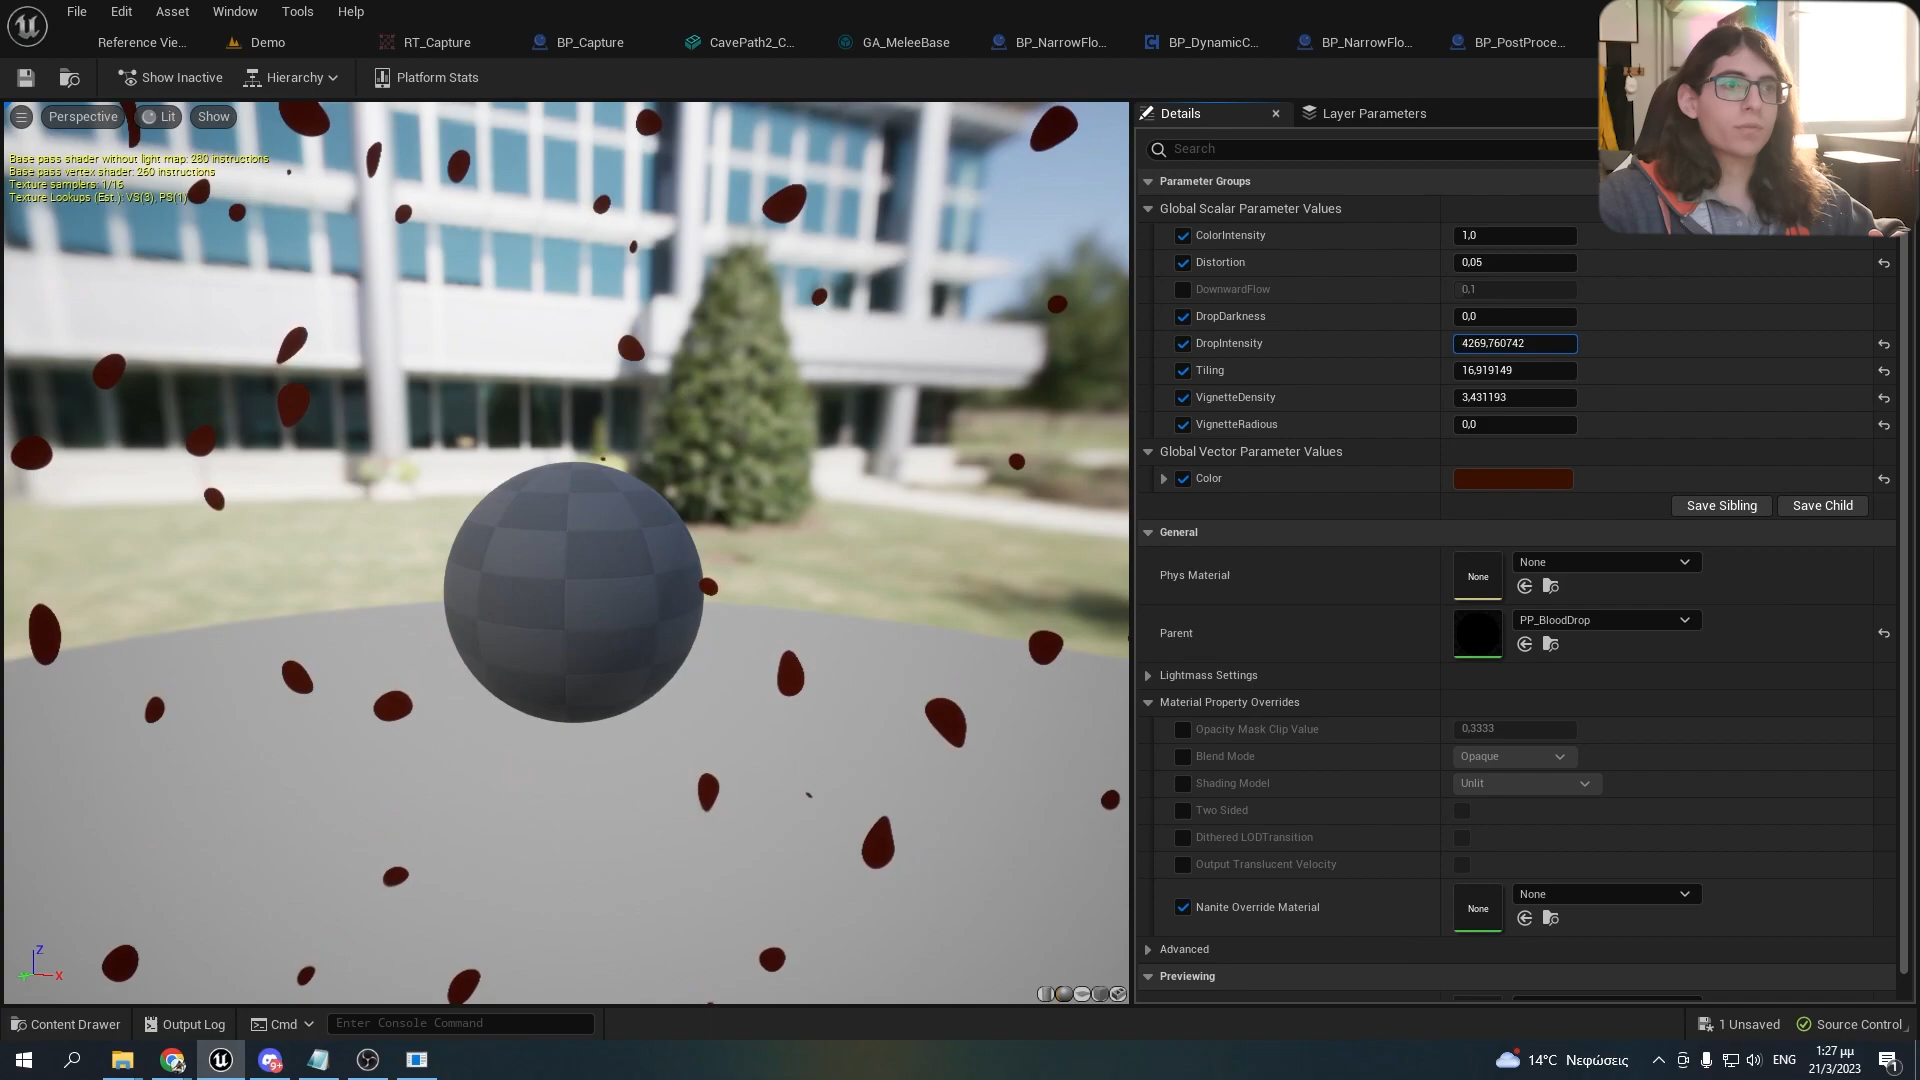 File Edit Asset Window Tools Help
Reference Vie... Demo RT_Capture BP_Capture CavePath2_C... GA_MeleeBase BP_NarrowFlo... BP_DynamicC... BP_NarrowFlo... BP_PostProce...
Show Inactive Hierarchy Platform Stats
Perspective Lit Show
Base pass shader without light map: 280 instructions
Base pass vertex shader: 260 instructions
Texture samplers: 1/16
Texture Lookups (Est.): VS(3), PS(1)
Details Layer Parameters
Search
Parameter Groups
Global Scalar Parameter Values
ColorIntensity 1,0
Distortion 0,05
DownwardFlow 0,1
DropDarkness 0,0
DropIntensity 4269,760742
Tiling 16,919149
VignetteDensity 3,431193
VignetteRadious 0,0
Global Vector Parameter Values
Color
Save Sibling Save Child
General
Phys Material None None
Parent PP_BloodDrop
Lightmass Settings
Material Property Overrides
Opacity Mask Clip Value 0,3333
Blend Mode Opaque
Shading Model Unlit
Two Sided
Dithered LODTransition
Output Translucent Velocity
Nanite Override Material None None
Advanced
Previewing
Z
X
Content Drawer Output Log Cmd Enter Console Command 1 Unsaved Source Control
9+ 14°C Νεφώσεις ENG 1:27 μμ
21/3/2023
1